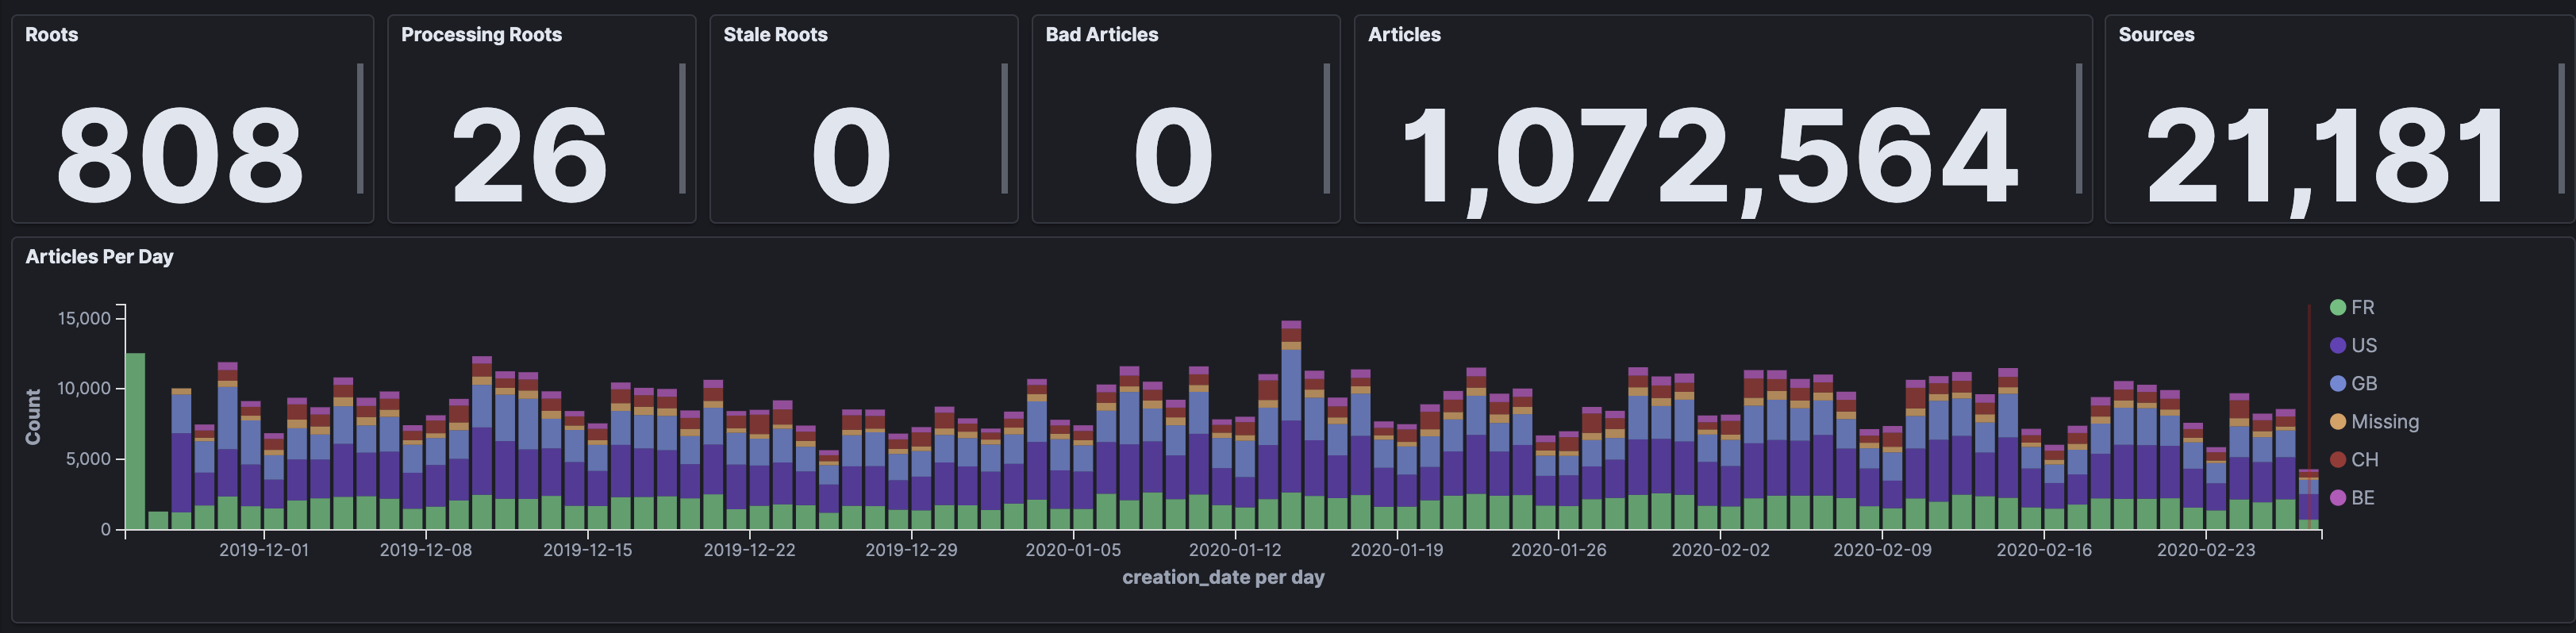 Roots
Processing Roots
Stale Roots
Bad Articles
Articles
Sources
808
26
0
0
1,072,564
21,181
Articles Per Day
15,000
10,000
5,000
0
Count
2019-12-01
2019-12-08
2019-12-15
2019-12-22
2019-12-29
2020-01-05
2020-01-12
2020-01-19
2020-01-26
2020-02-02
2020-02-09
2020-02-16
2020-02-23
creation_date per day
FR
US
GB
Missing
CH
BE